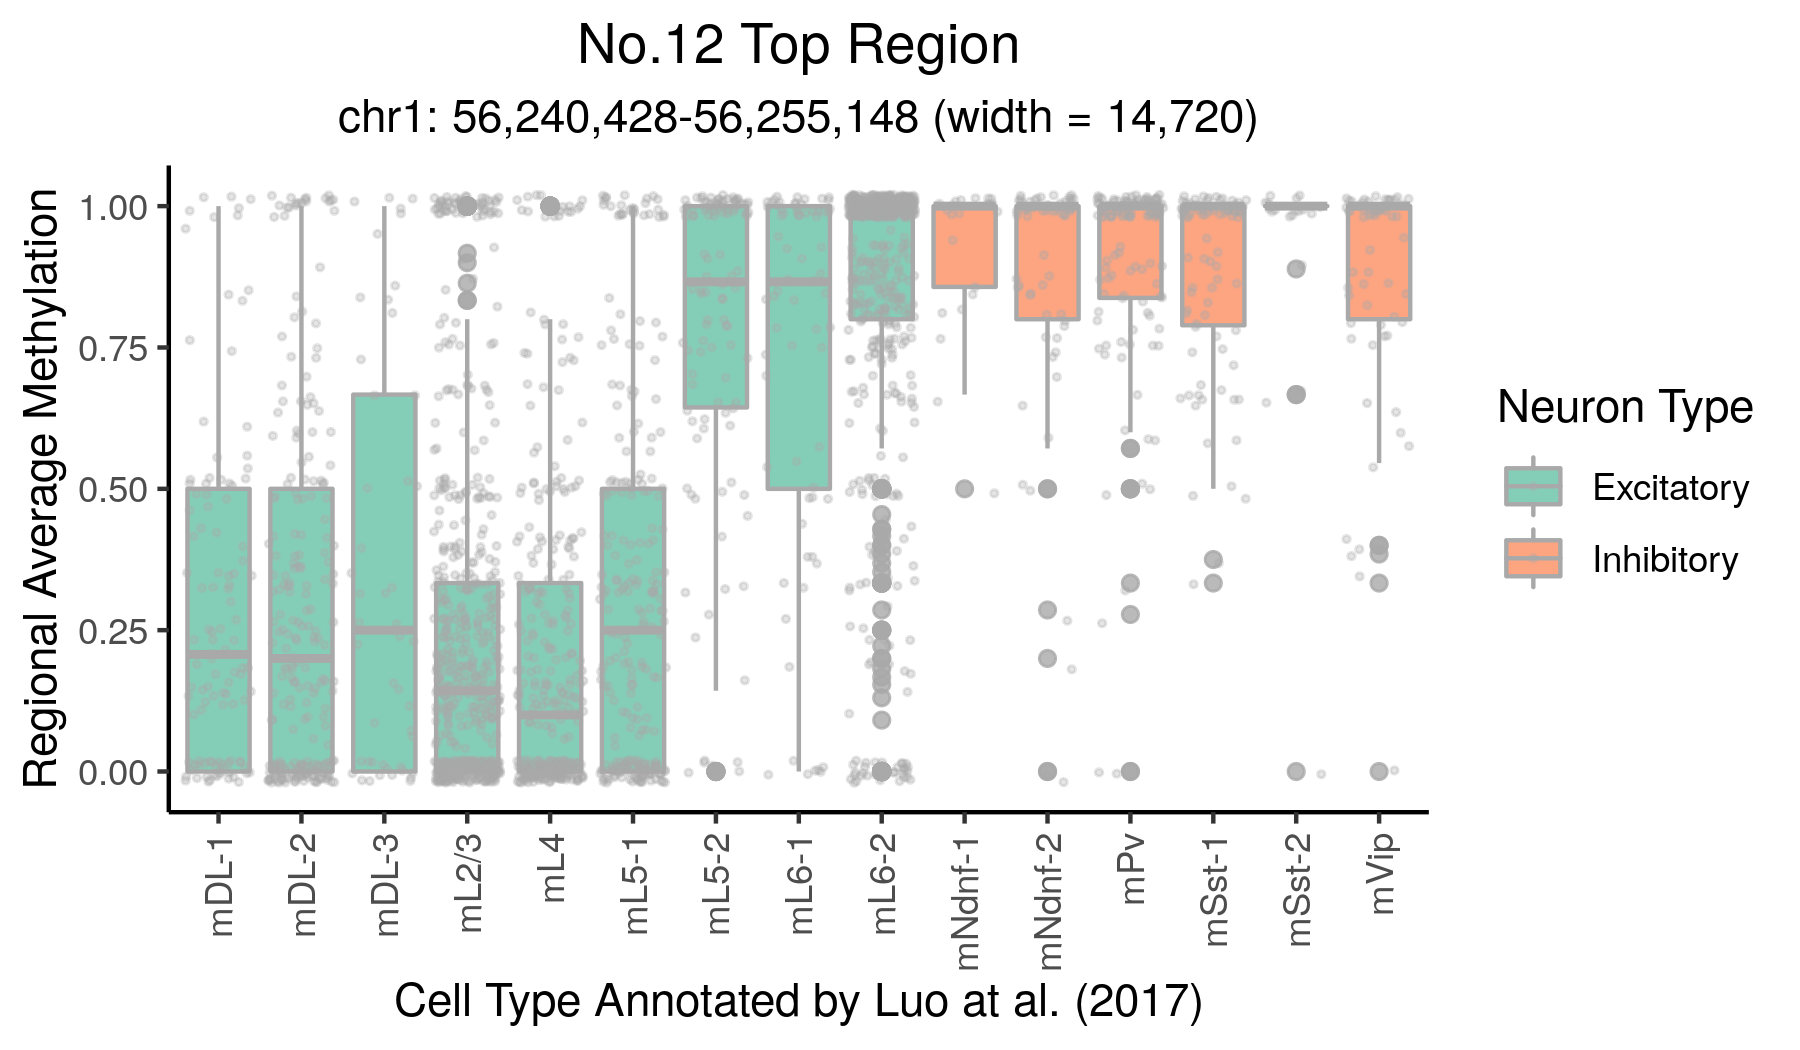 No.12 Top Region
chr1: 56,240,428-56,255,148 (width = 14,720)
Regional Average Methylation
1.00
0.75
0.50
0.25
0.00
mDL-1
mDL-2
mDL-3
mL2/3
mL4
mL5-1
mL5-2
mL6-1
mL6-2
mNdnf-1
mNdnf-2
mPv
mSst-1
mSst-2
mVip
Cell Type Annotated by Luo at al. (2017)
Neuron Type
Excitatory
Inhibitory